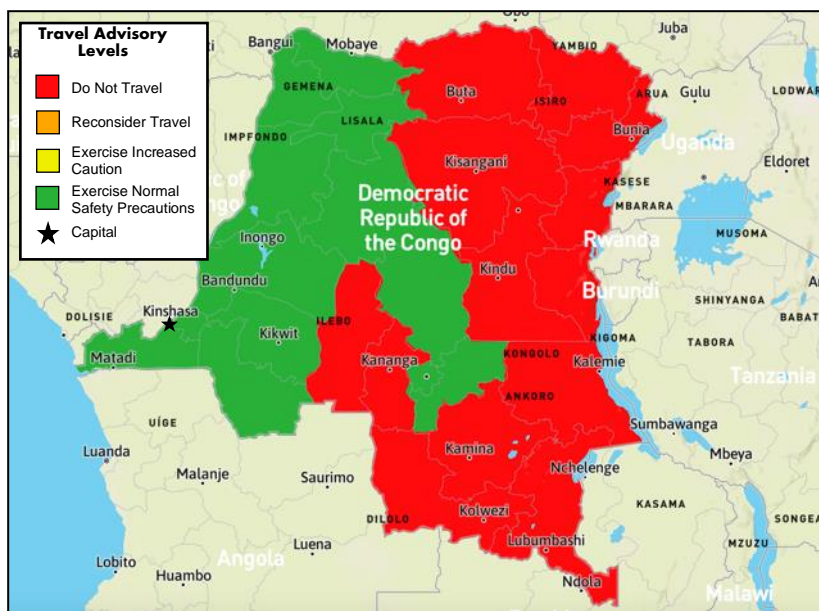 Travel Advisory
Levels
Do Not Travel
Reconsider Travel
Exercise Increased
Caution
Exercise Normal
Safety Precautions
Capital
Juba
Bangui
Mobaye
YAMBIO
GEMENA
Buta
ISIRO
ARUA
Gulu
LODWAR
LISALA
IMPFONDO
Bunia
Uganda
Kisangani
Eldoret
KASESE
Democratic
Republic of
the Congo
MBARARA
MUSOMA
Inongo
Rwanda
Bandundu
Kindu
Burundi
SHINYANGA
Kinshasa
DOLISIE
BABAT
ILEBO
KIGOMA
TABORA
Kikwit
KONGOLO
Matadi
Kananga
Kalemie
Tanzania
ANKORO
UÍGE
Sumbawanga
Luanda
Kamina
Mbeya
Malanje
Saurimo
Nchelenge
KASAMA
Kolwezi
DILOLO
SONGEA
Lubumbashi
MZUZU
Lobito
Angola
Luena
Huambo
Ndola
Malawi